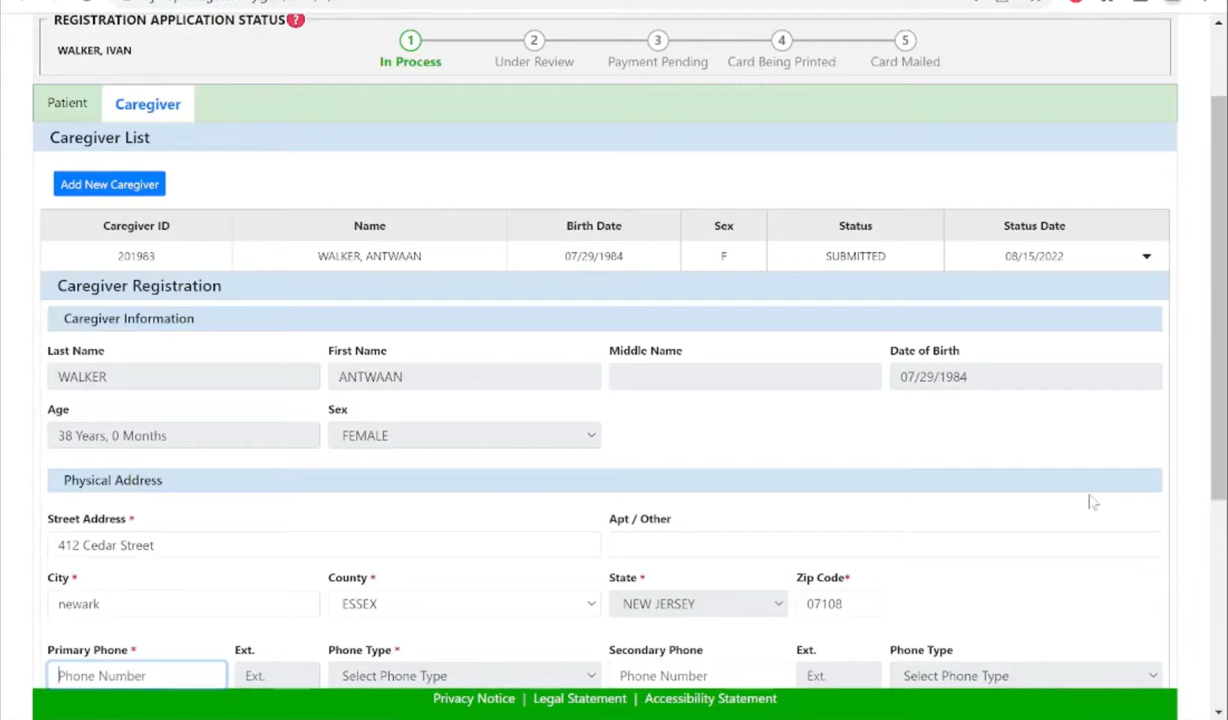 REGISTRATION APPLICATION STATUS ?
WALKER, IVAN
1 2 3 4 5
In Process Under Review Payment Pending Card Being Printed Card Mailed
Patient Caregiver
Caregiver List
Add New Caregiver
Caregiver ID Name Birth Date Sex Status Status Date
201983 WALKER, ANTWAAN 07/29/1984 F SUBMITTED 08/15/2022
Caregiver Registration
Caregiver Information
Last Name First Name Middle Name Date of Birth
WALKER ANTWAAN 07/29/1984
Age Sex
38 Years, 0 Months FEMALE
Physical Address
Street Address * Apt / Other
412 Cedar Street
City * County * State * Zip Code*
newark ESSEX NEW JERSEY 07108
Primary Phone * Ext. Phone Type * Secondary Phone Ext. Phone Type
Phone Number Ext. Select Phone Type Phone Number Ext. Select Phone Type
Privacy Notice | Legal Statement | Accessibility Statement